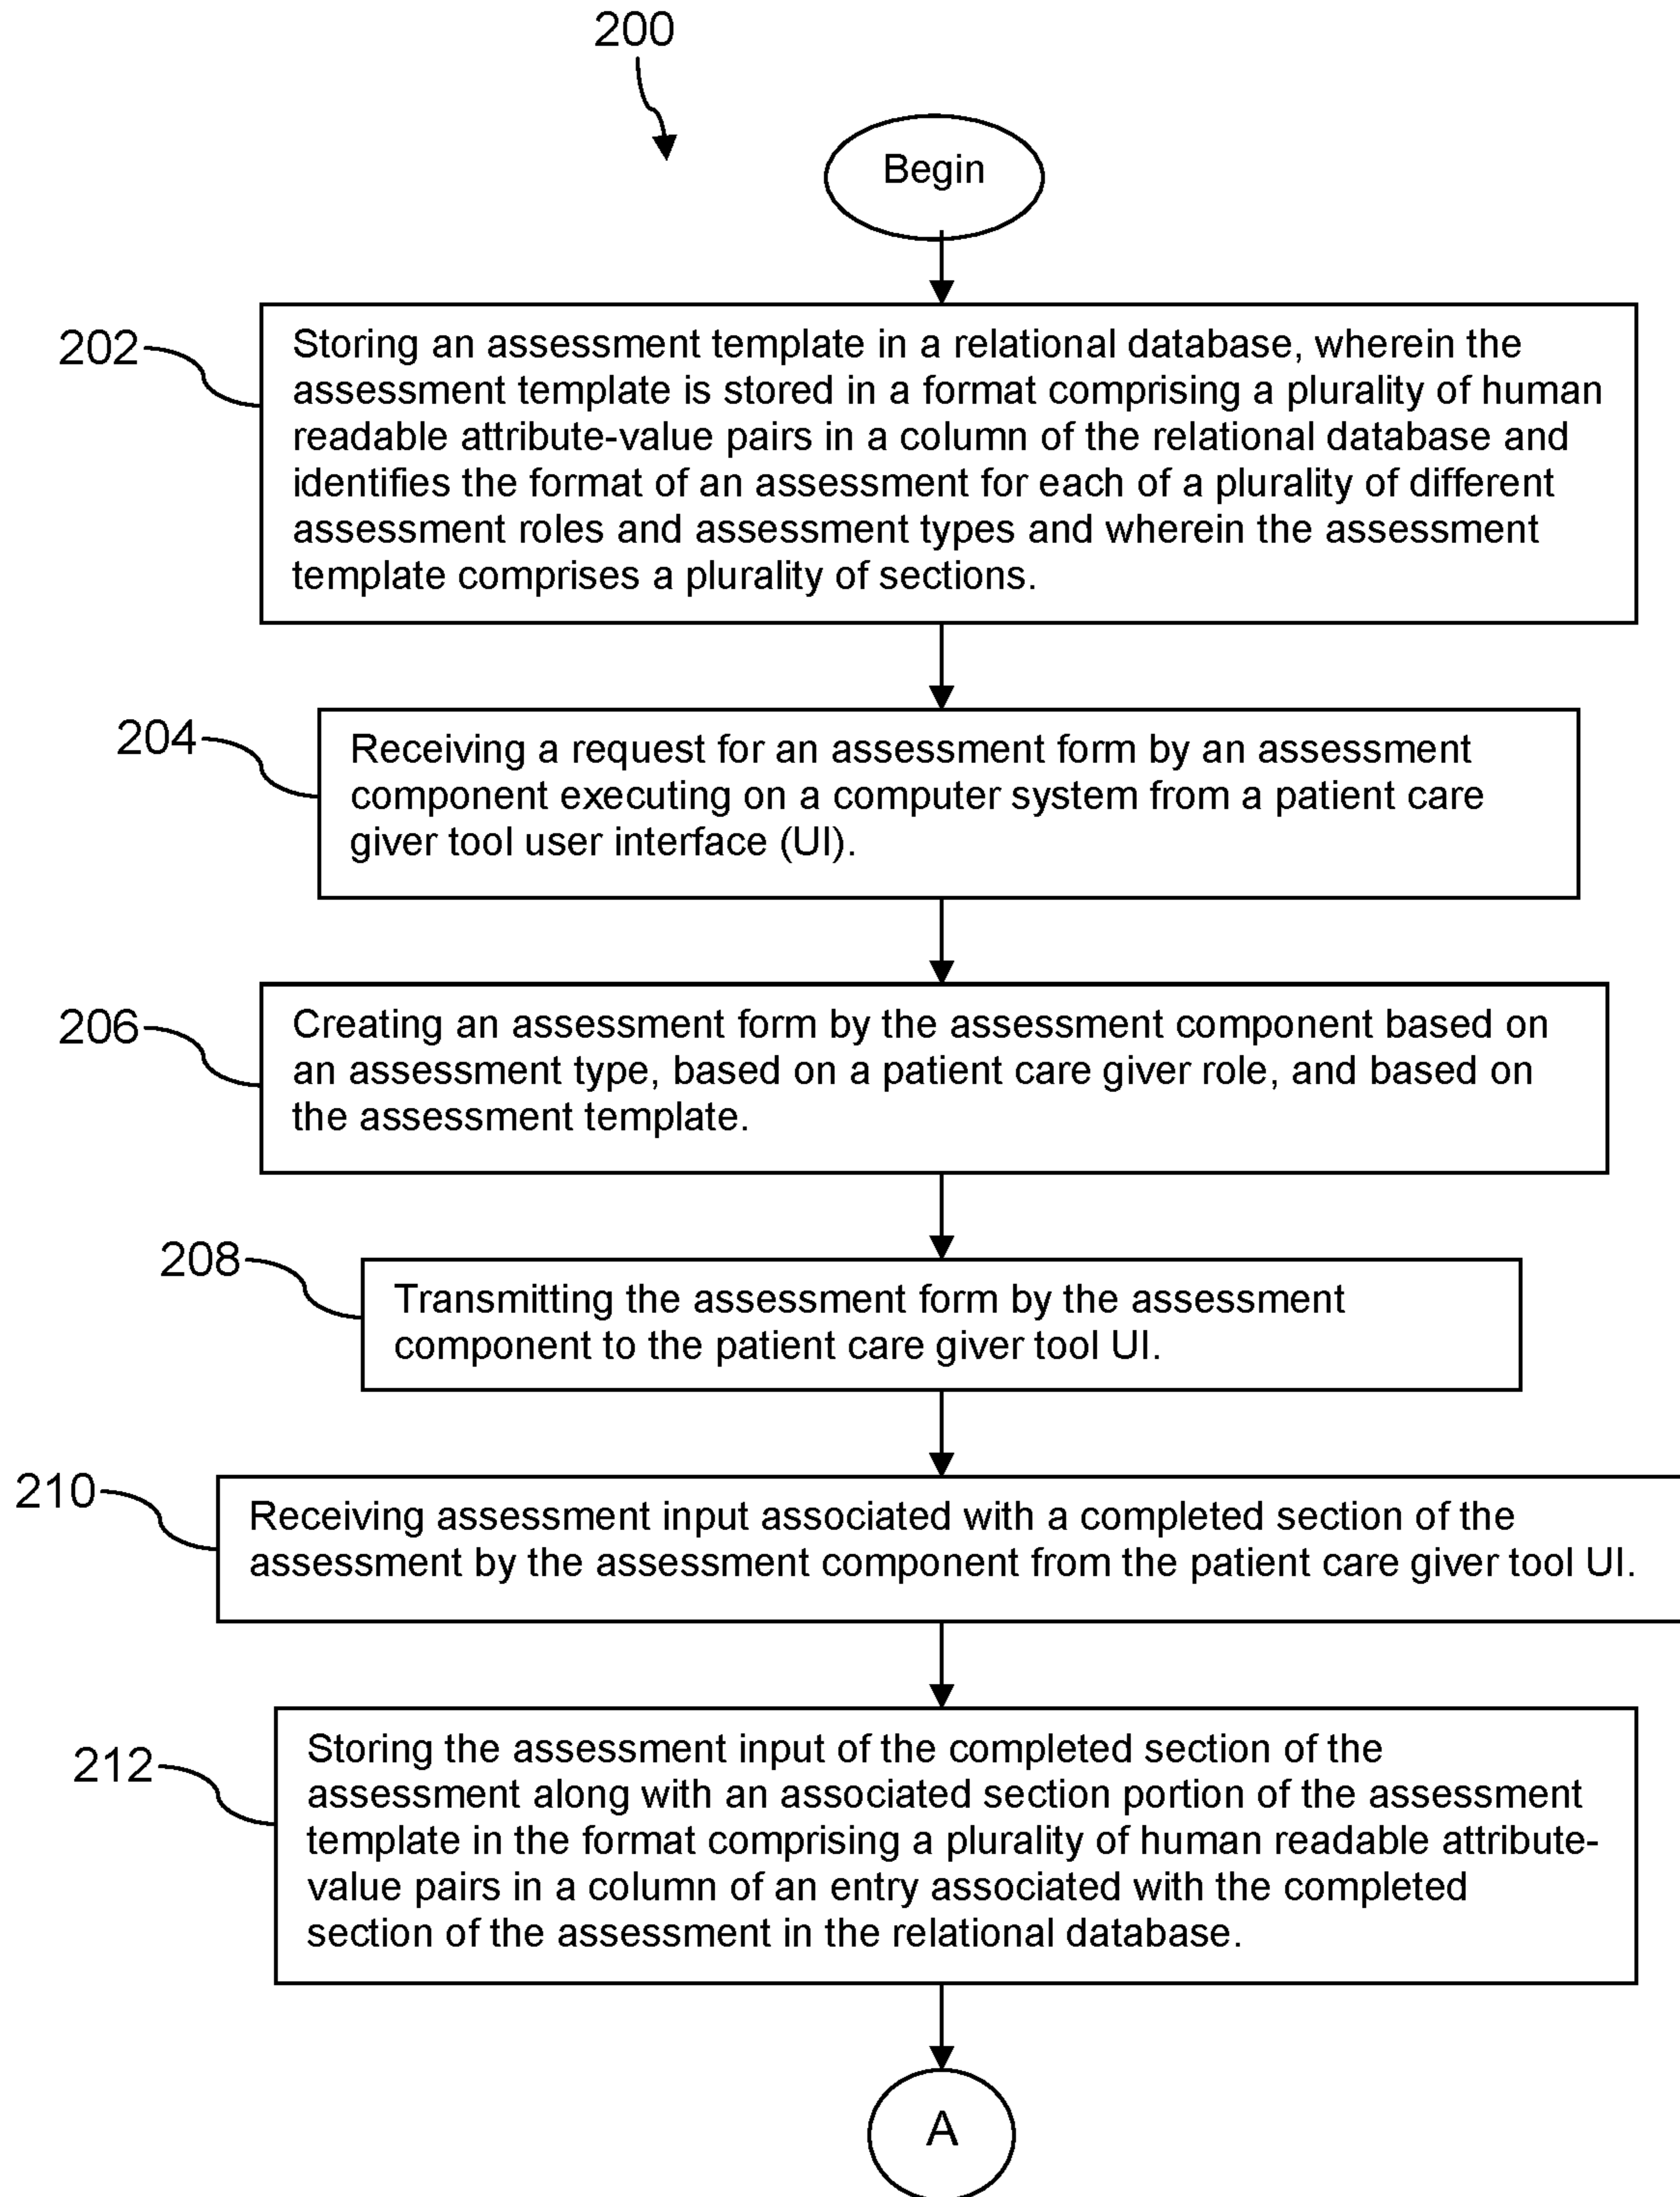 200
Begin
202
Storing an assessment template in a relational database, wherein the
assessment template is stored in a format comprising a plurality of human
readable attribute-value pairs in a column of the relational database and
identifies the format of an assessment for each of a plurality of different
assessment roles and assessment types and wherein the assessment
template comprises a plurality of sections.
204
Receiving a request for an assessment form by an assessment
component executing on a computer system from a patient care
giver tool user interface (UI).
206
Creating an assessment form by the assessment component based on
an assessment type, based on a patient care giver role, and based on
the assessment template.
208
Transmitting the assessment form by the assessment
component to the patient care giver tool UI.
210
Receiving assessment input associated with a completed section of the
assessment by the assessment component from the patient care giver tool UI.
212
Storing the assessment input of the completed section of the
assessment along with an associated section portion of the assessment
template in the format comprising a plurality of human readable attribute-
value pairs in a column of an entry associated with the completed
section of the assessment in the relational database.
A